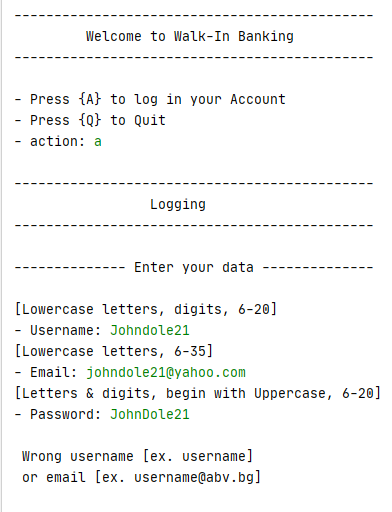 ---------------------------------------------
Welcome to Walk-In Banking
---------------------------------------------
- Press {A} to log in your Account
- Press {Q} to Quit
- action: a
---------------------------------------------
Logging
---------------------------------------------
-------------- Enter your data --------------
[Lowercase letters, digits, 6-20]
- Username: Johndole21
[Lowercase letters, 6-35]
- Email: johndole21@yahoo.com
[Letters & digits, begin with Uppercase, 6-20]
- Password: JohnDole21
Wrong username [ex. username]
or email [ex. username@abv.bg]